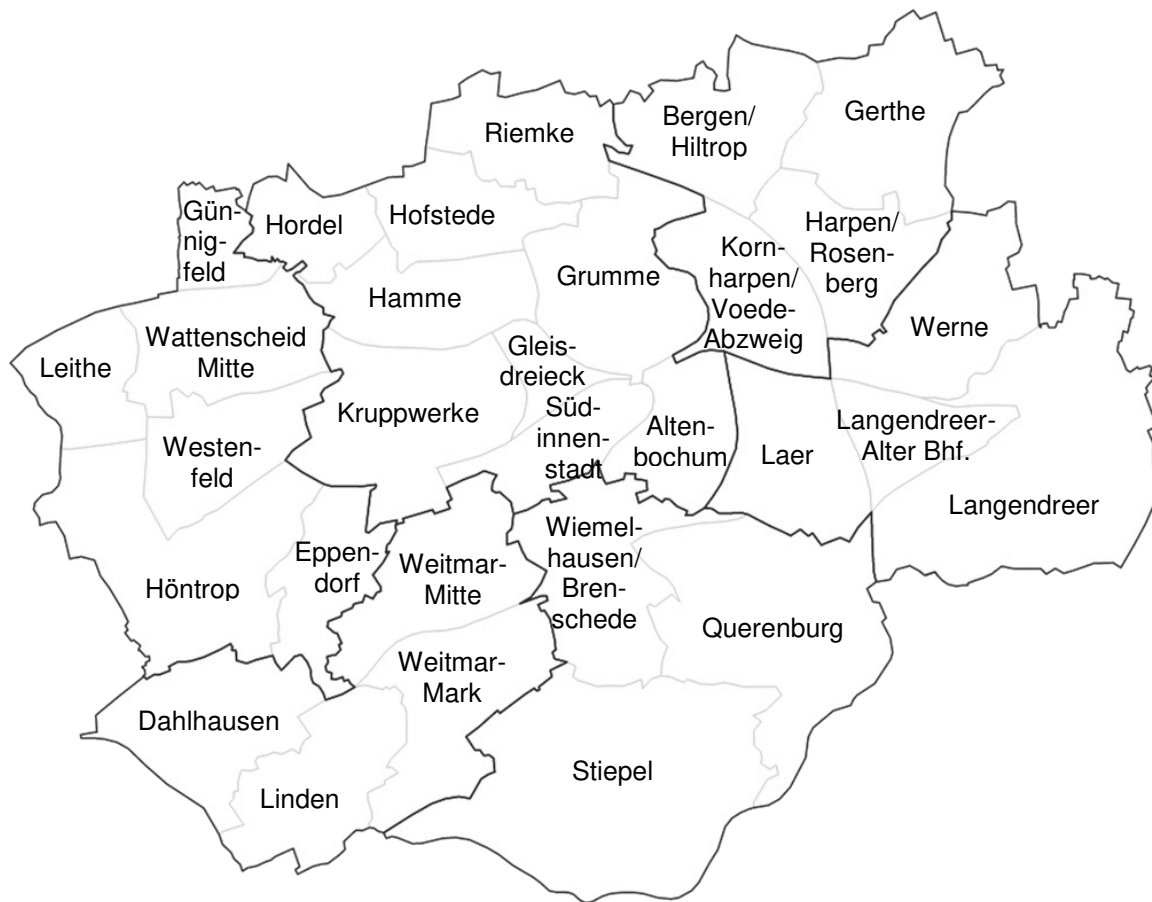 Riemke
Bergen/
Hiltrop
Gerthe
Gün-
nig-
feld
Hordel
Hofstede
Harpen/
Rosen-
berg
Korn-
harpen/
Voede-
Abzweig
Grumme
Hamme
Wattenscheid
Mitte
Leithe
Werne
Gleis-
dreieck
Kruppwerke
Süd-
innen-
stadt
Alten-
bochum
Laer
Langendreer-
Alter Bhf.
Westen-
feld
Langendreer
Eppen-
dorf
Höntrop
Weitmar-
Mitte
Wiemel-
hausen/
Bren-
schede
Querenburg
Weitmar-
Mark
Dahlhausen
Linden
Stiepel